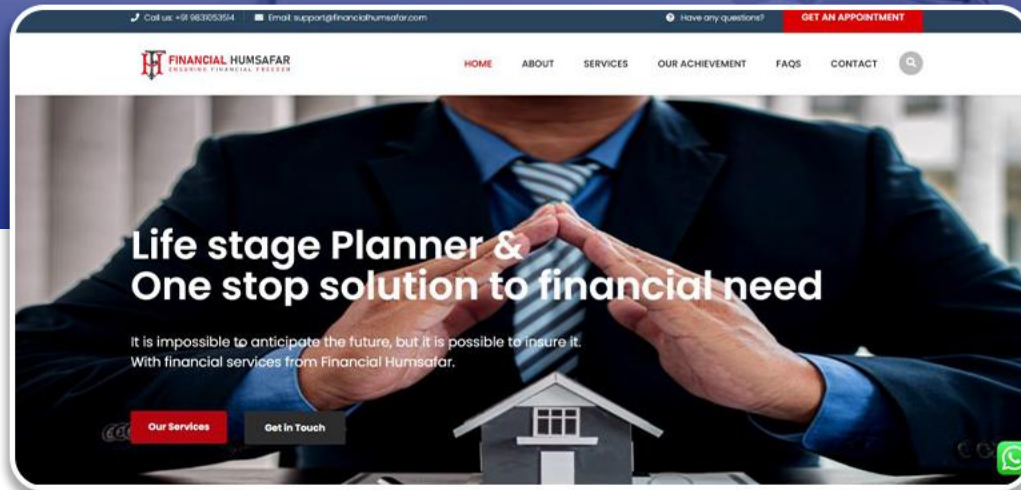 Call us: +91 9831053514
Email: support@financialhumsafar.com
Have any questions?
GET AN APPOINTMENT
FINANCIAL HUMSAFAR
ENSURING FINANCIAL FREEDOM
HOME
ABOUT
SERVICES
OUR ACHIEVEMENT
FAQS
CONTACT
Life stage Planner &
One stop solution to financial need
It is impossible to anticipate the future, but it is possible to insure it.
With financial services from Financial Humsafar.
Our Services
Get in Touch